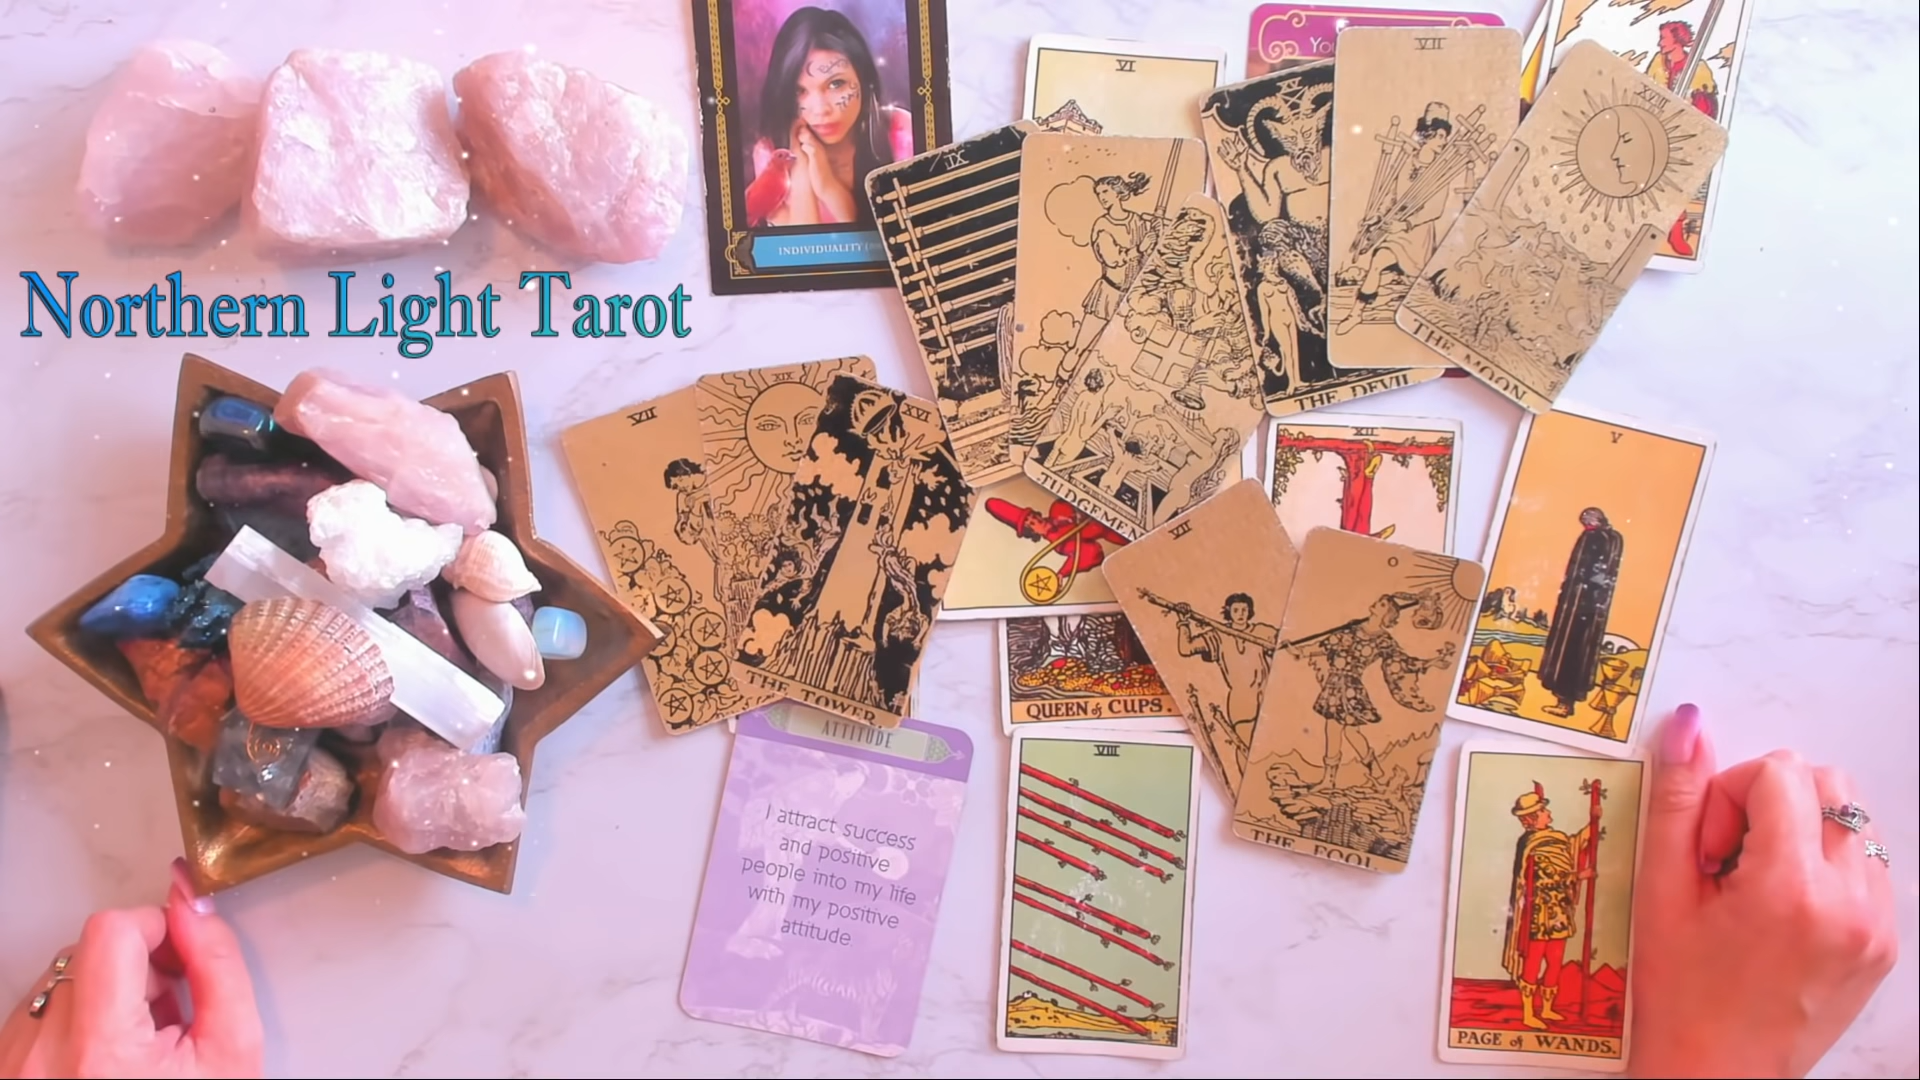 You
VI
VII
XVIII
IX
INDIVIDUALITY
THE DEVIL
THE MOON
Northern Light Tarot
VII
XIX
XVI
JUDGEMEN
XII
V
VII
0
THE TOWER
QUEEN of CUPS.
ATTITUDE
I attract success
and positive
people into my life
with my positive
attitude
VIII
THE FOOL
PAGE of WANDS.